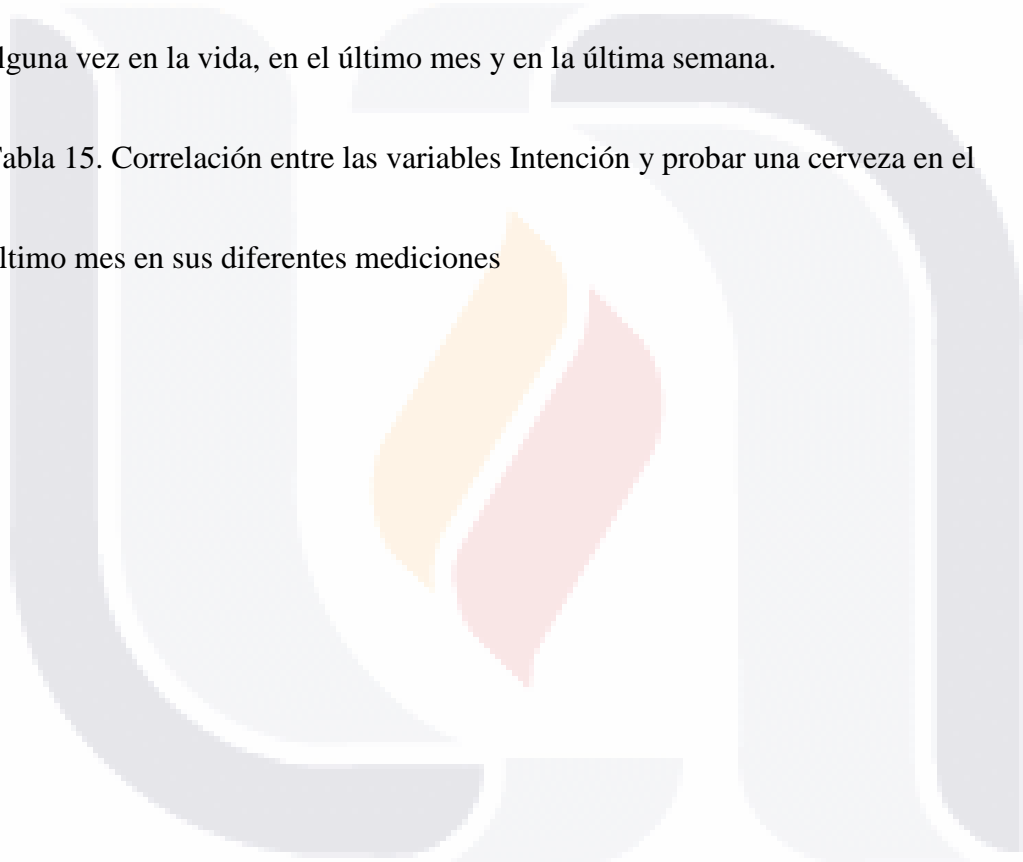 lguna vez en la vida, en el último mes y en la última semana.
abla 15. Correlación entre las variables Intención y probar una cerveza en el
ltimo mes en sus diferentes mediciones